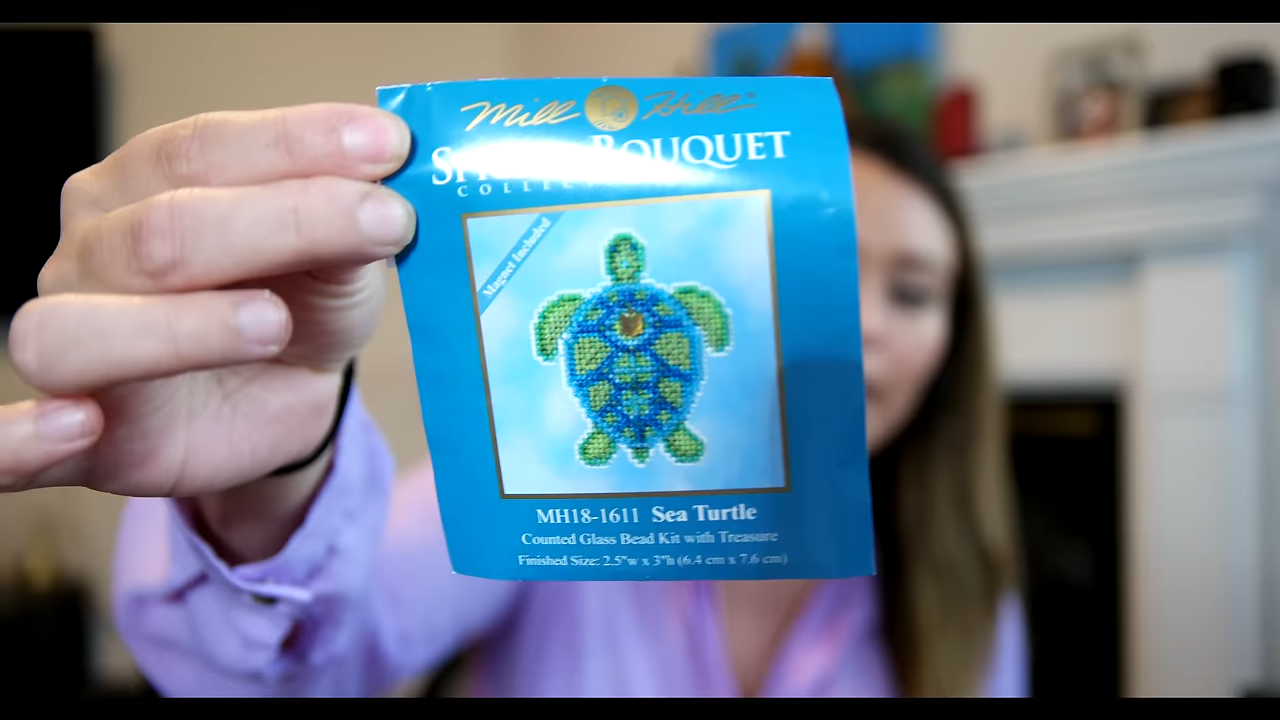 Mill Hill
BOUQUET
Magnet Included
MH18-1611 Sea Turtle
Counted Glass Bead Kit with Treasure
Finished Size: 2.5"w x 3"h (6.4 cm x 7.6 cm)